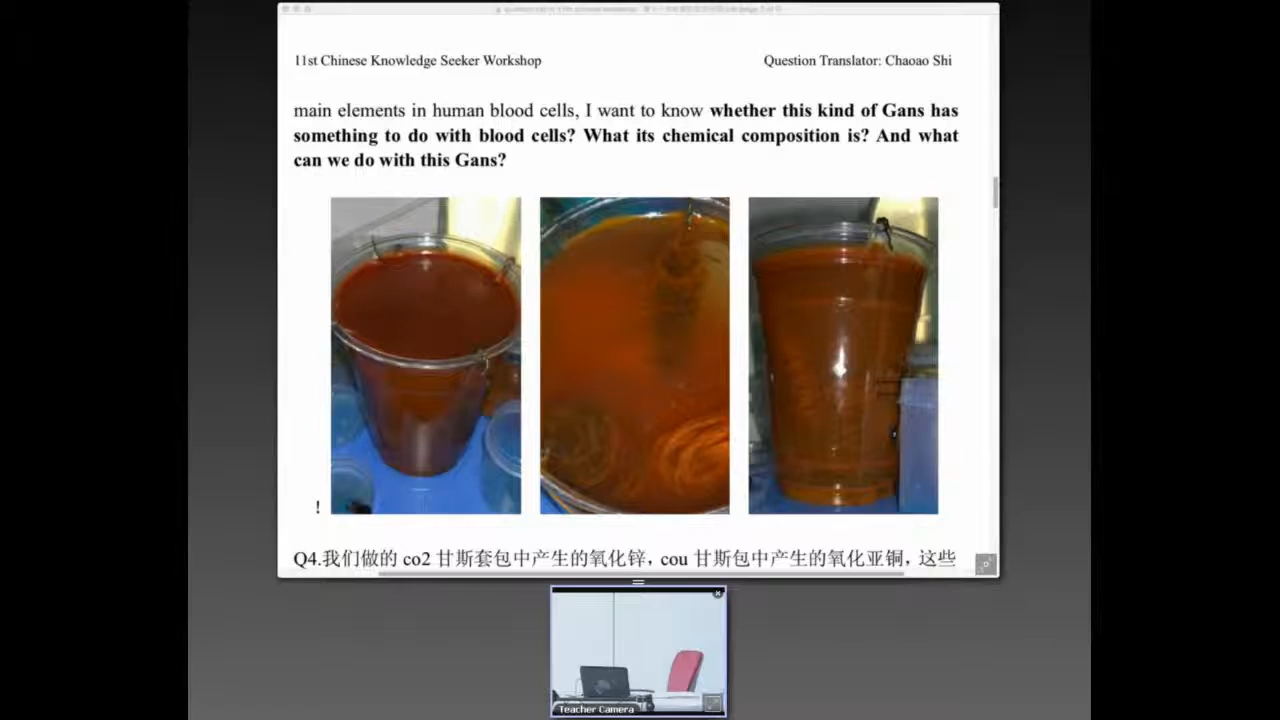 11st Chinese Knowledge Seeker Workshop
Question Translator: Chaoao Shi
main elements in human blood cells, I want to know whether this kind of Gans has
something to do with blood cells? What its chemical composition is? And what
can we do with this Gans?
!
Q4.我们做的 co2 甘斯套包中产生的氧化锌，cou 甘斯包中产生的氧化亚铜，这些
Teacher Camera